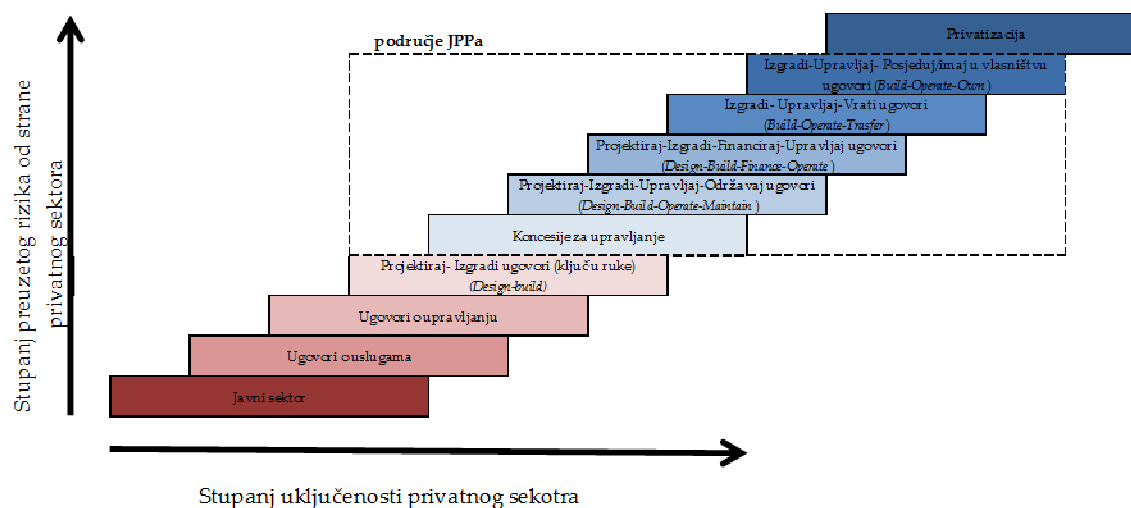 područje JPPa
Privatizacija
Izgradi-Upravljaj- Posjeduj/imaj u vlasništvu
ugovori (Build-Operate-Own )
Izgradi- Upravljaj-Vrati ugovori
(Build-Operate-Trasfer)
Projektiraj-Izgradi-Financiraj-Upravljaj ugovori
(Design-Build-Finance-Operate )
Projektiraj-Izgradi-Upravljaj-Održavaj ugovori
(Design-Build-Operate-Maintain )
Koncesije za upravljanje
Projektiraj- Izgradi ugovori (ključ u ruke)
(Design-build)
Ugovori o upravljanju
Ugovori o uslugama
Javni sektor
Stupanj preuzetog rizika od strane
privatnog sektora
Stupanj uključenosti privatnog sekotra